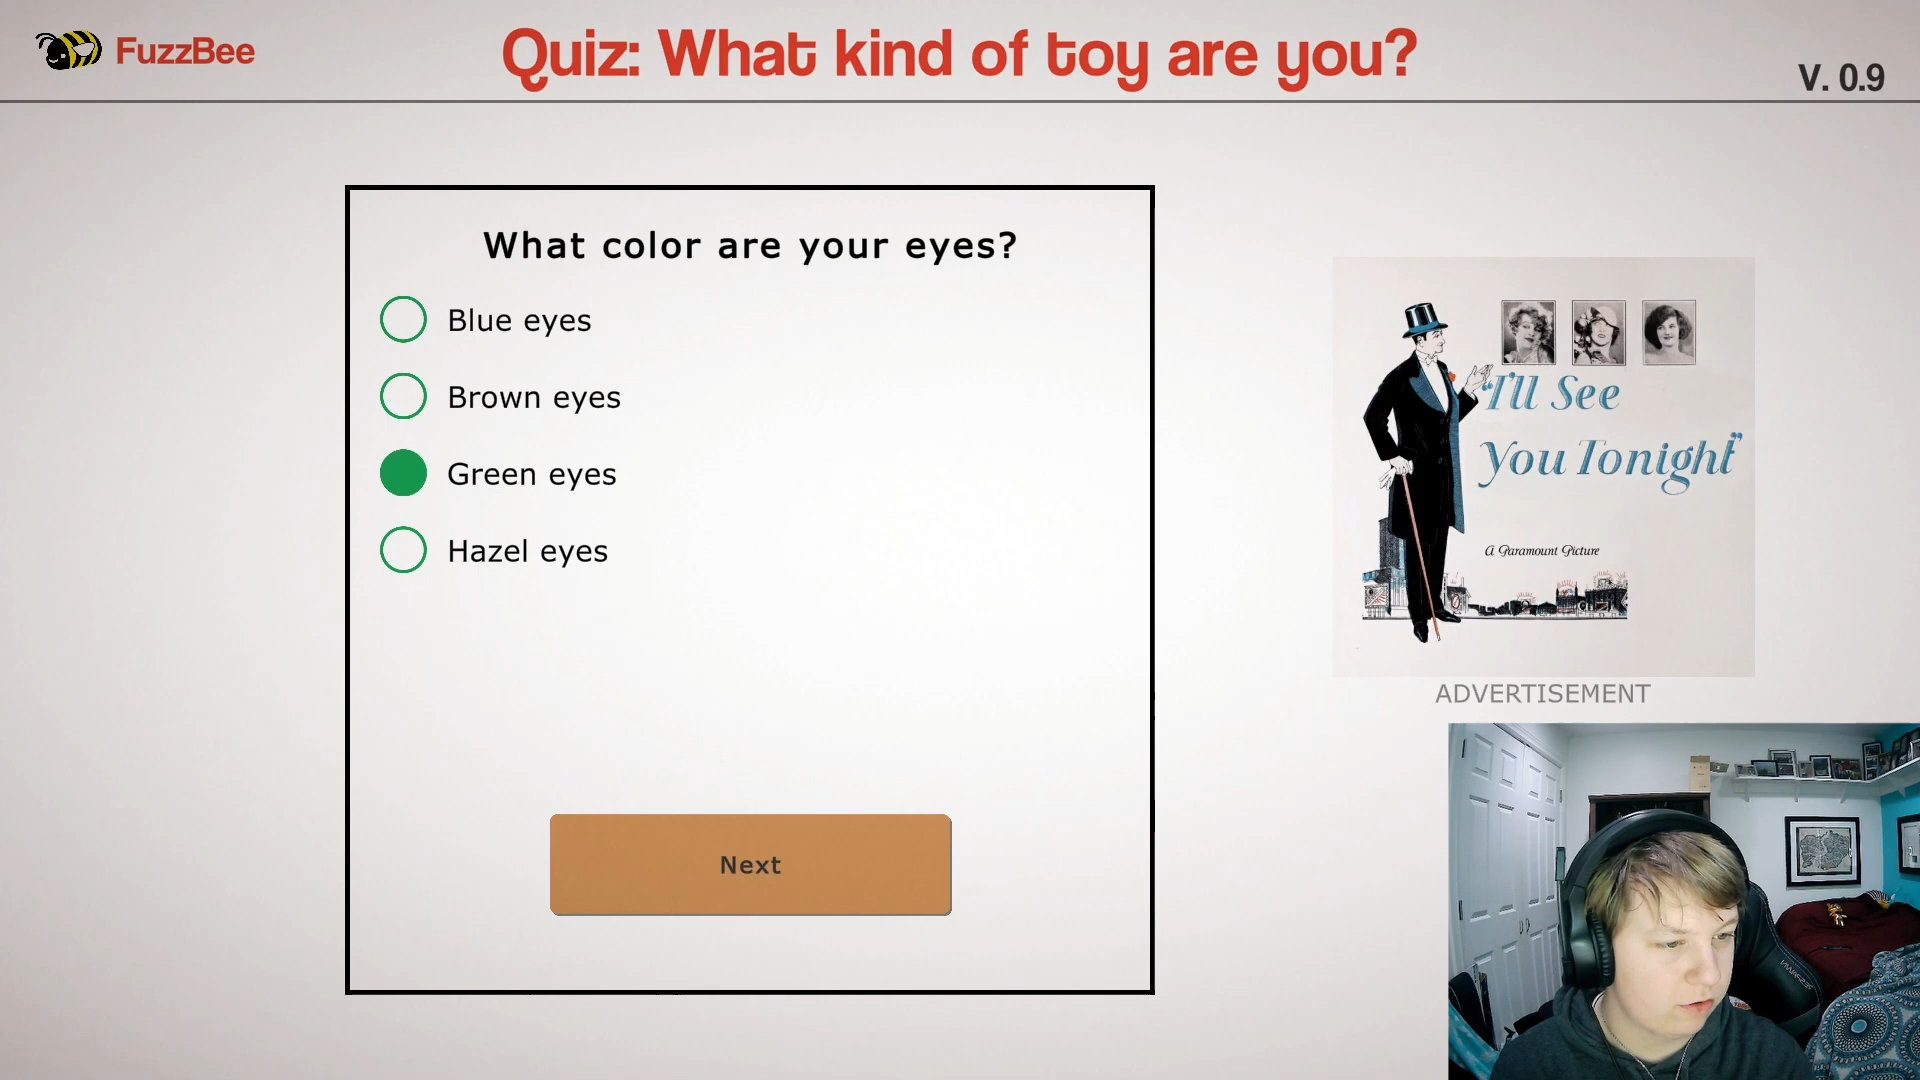 FuzzBee
Quiz: What kind of toy are you?
V. 0.9
What color are your eyes?
Blue eyes
Brown eyes
Green eyes
Hazel eyes
Next
"I'll See
You Tonight"
A Paramount Picture
ADVERTISEMENT